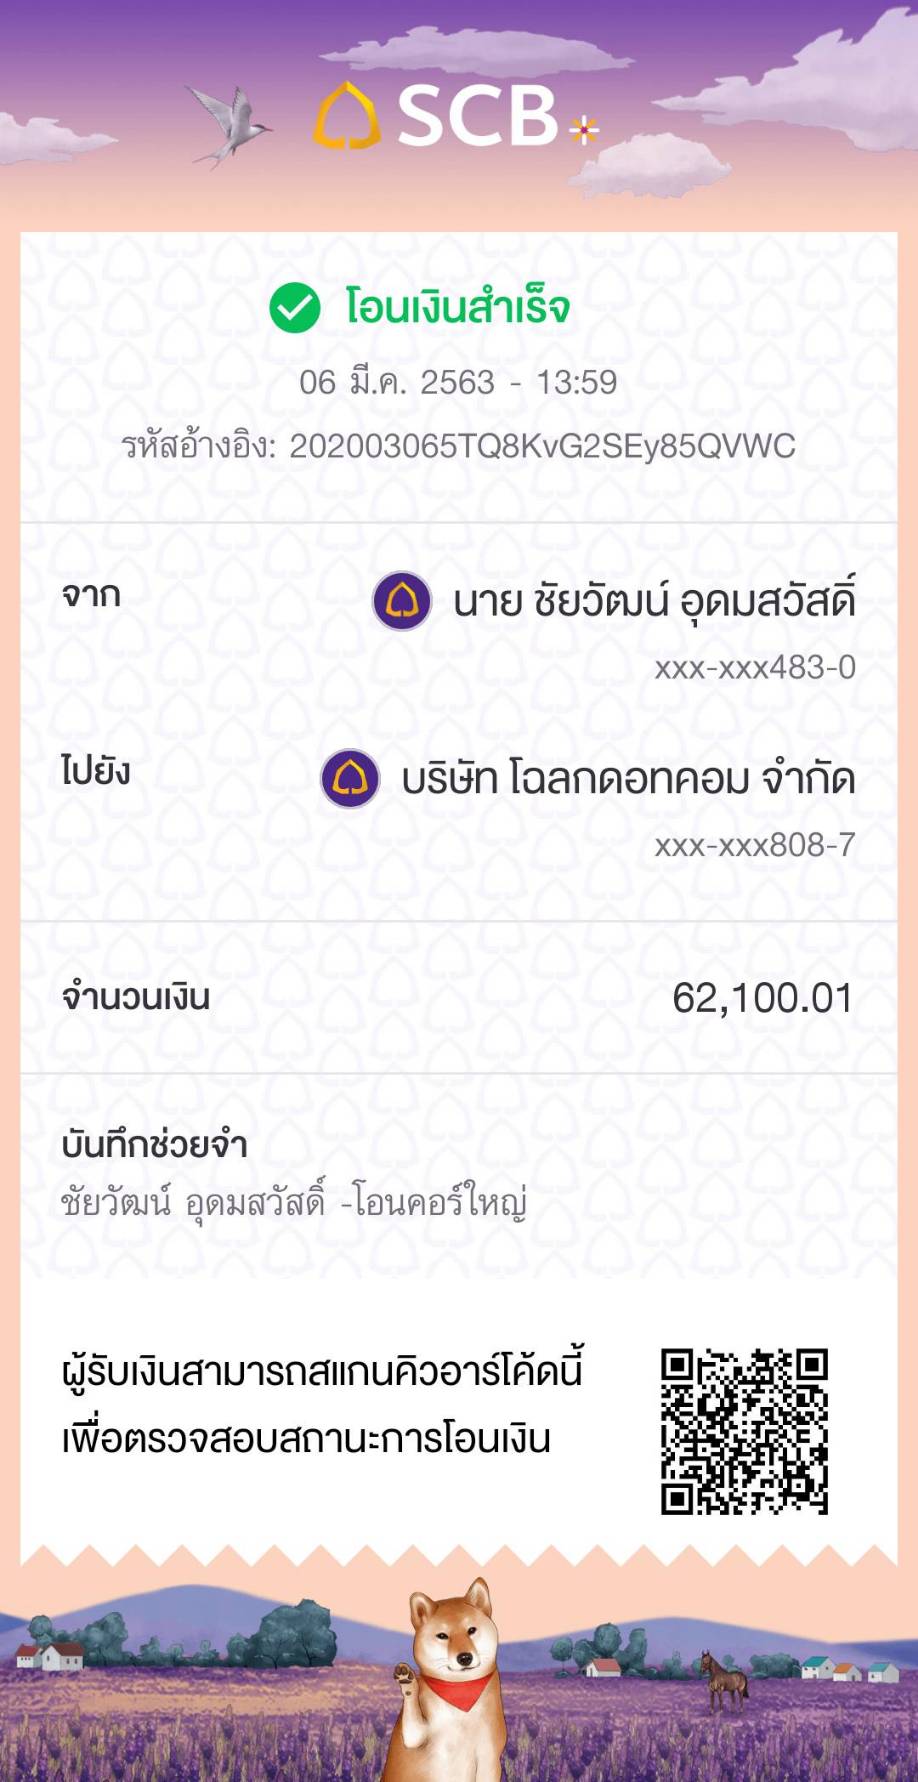 SCB
โอนเงินสำเร็จ
06 มี.ค. 2563 - 13:59
รหัสอ้างอิง: 202003065TQ8KvG2SEy85QVWC
จาก
นาย ชัยวัฒน์ อุดมสวัสดิ์
xxx-xxx483-0
ไปยัง
บริษัท โฉลกดอทคอม จำกัด
xxx-xxx808-7
จำนวนเงิน
62,100.01
บันทึกช่วยจำ
ชัยวัฒน์ อุดมสวัสดิ์ -โอนคอร์ใหญ่
ผู้รับเงินสามารถสแกนคิวอาร์โค้ดนี้
เพื่อตรวจสอบสถานะการโอนเงิน